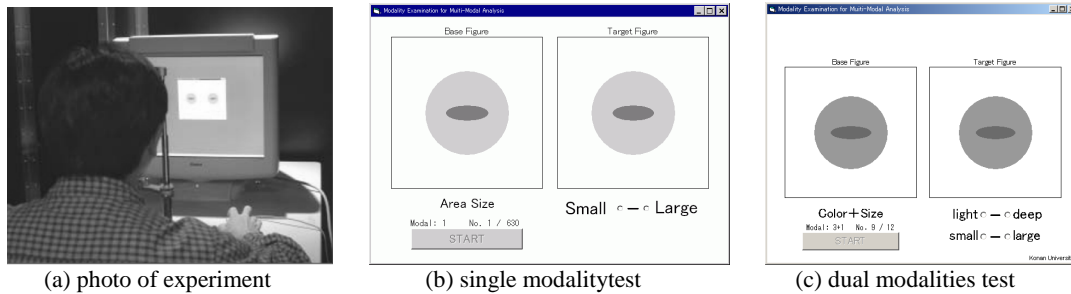 Modality Examination for Multi-Modal Analysis
Base Figure
Target Figure
Area Size
Small - Large
Modal: 1 No. 1 / 630
START
Modality Examination for Multi-Modal Analysis
Base Figure
Target Figure
Color+Size
light - deep
Modal: 3+1 No. 9 / 12
small - large
START
Konan Universit
(a) photo of experiment
(b) single modalitytest
(c) dual modalities test